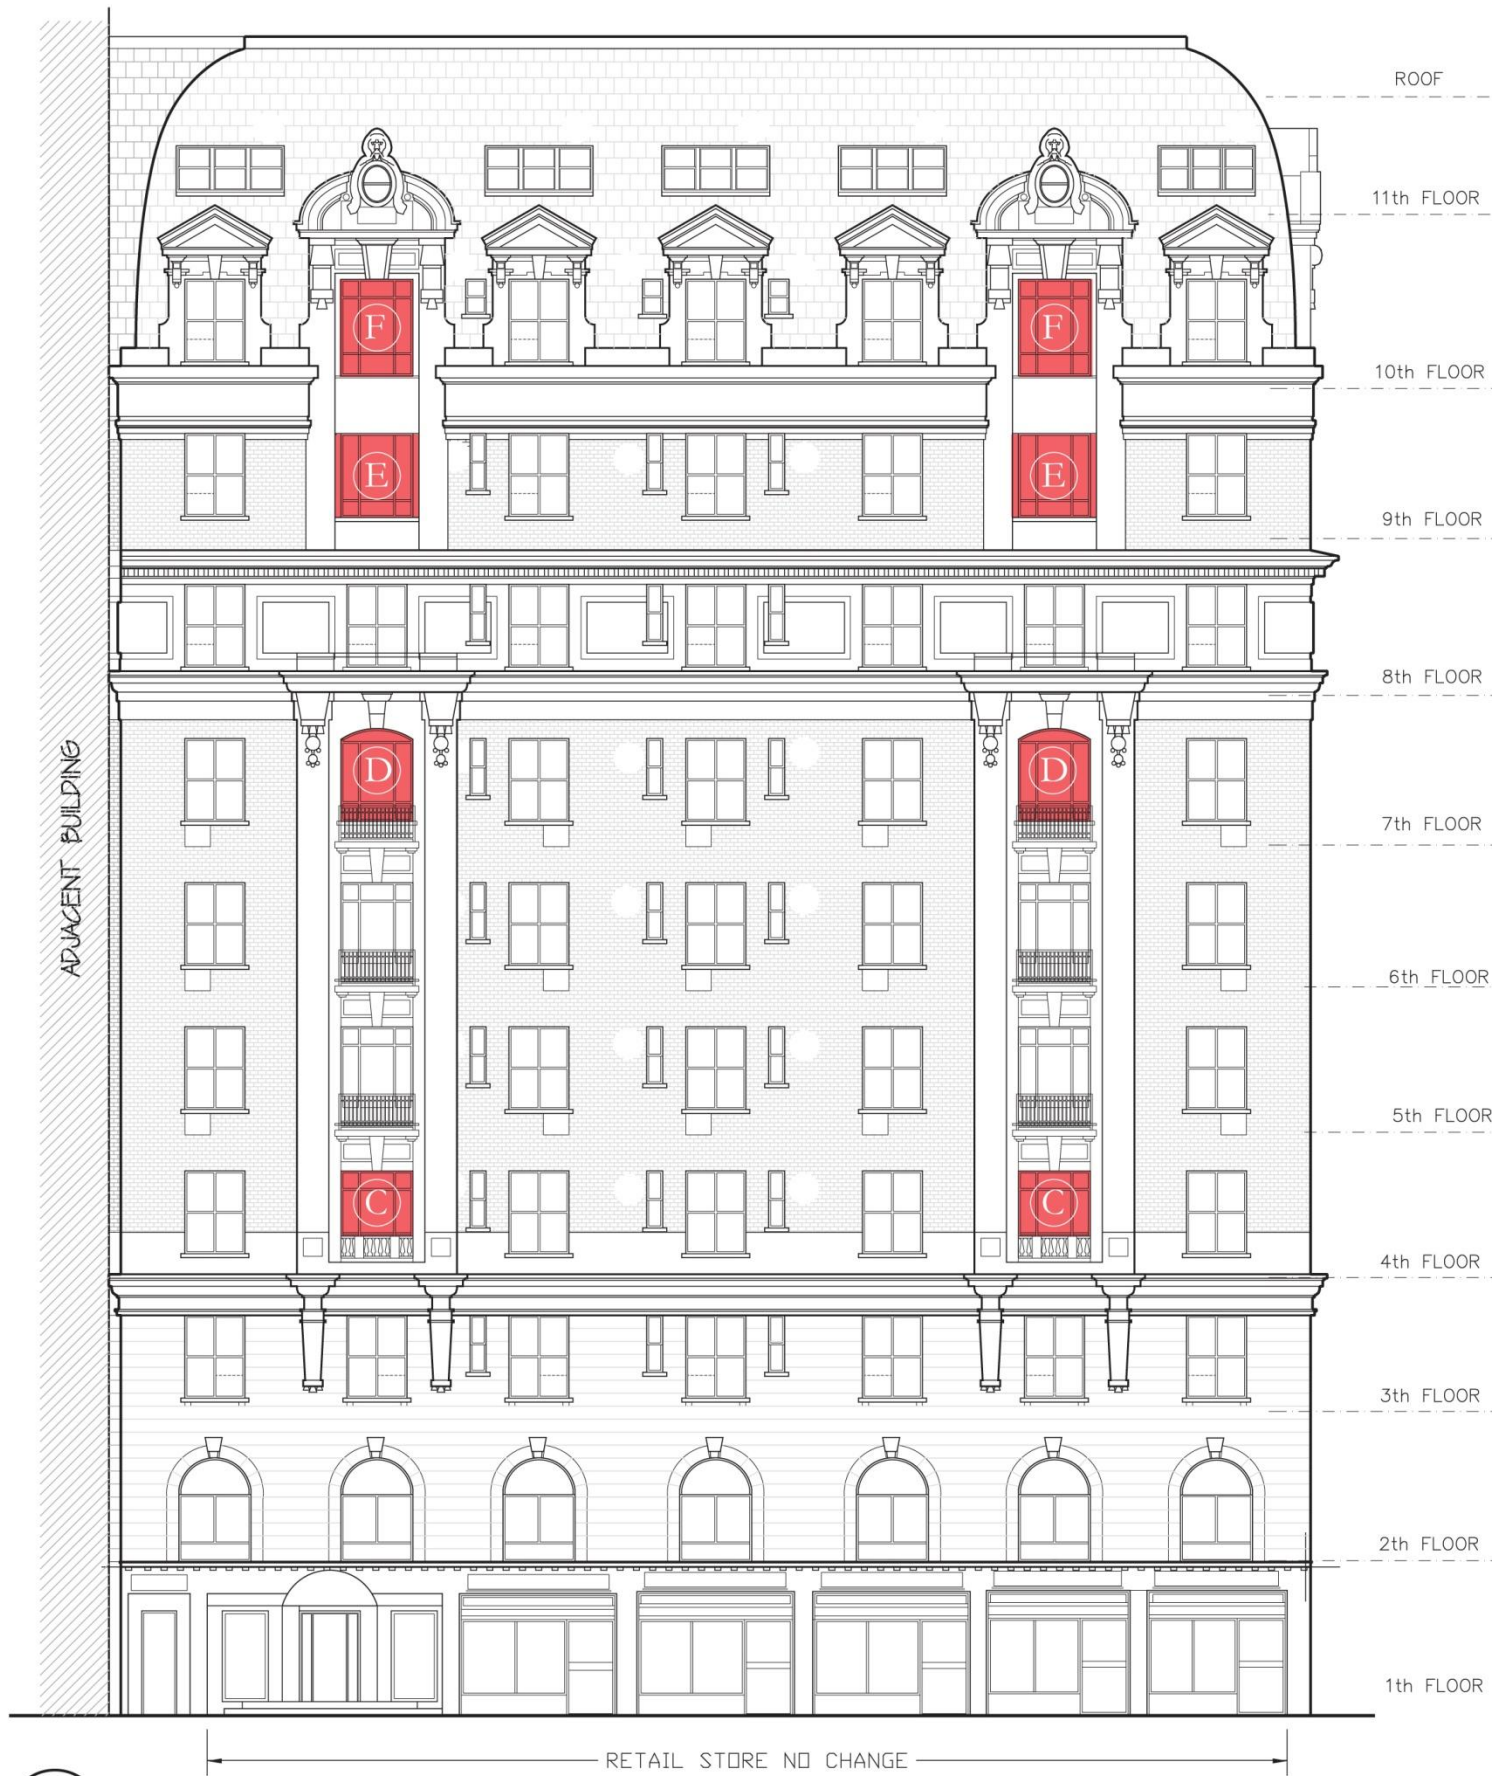 ROOF
11th FLOOR
F F
10th FLOOR
E E
9th FLOOR
8th FLOOR
D D
ADJACENT BUILDING
7th FLOOR
6th FLOOR
5th FLOOR
C C
4th FLOOR
3th FLOOR
2th FLOOR
1th FLOOR
RETAIL STORE NO CHANGE